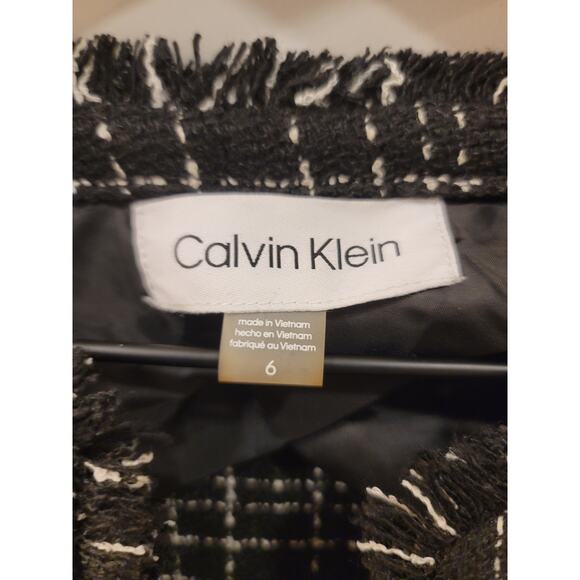 Calvin Klein
made in Vietnam
hecho en Vietnam
fabriqué au Vietnam
6